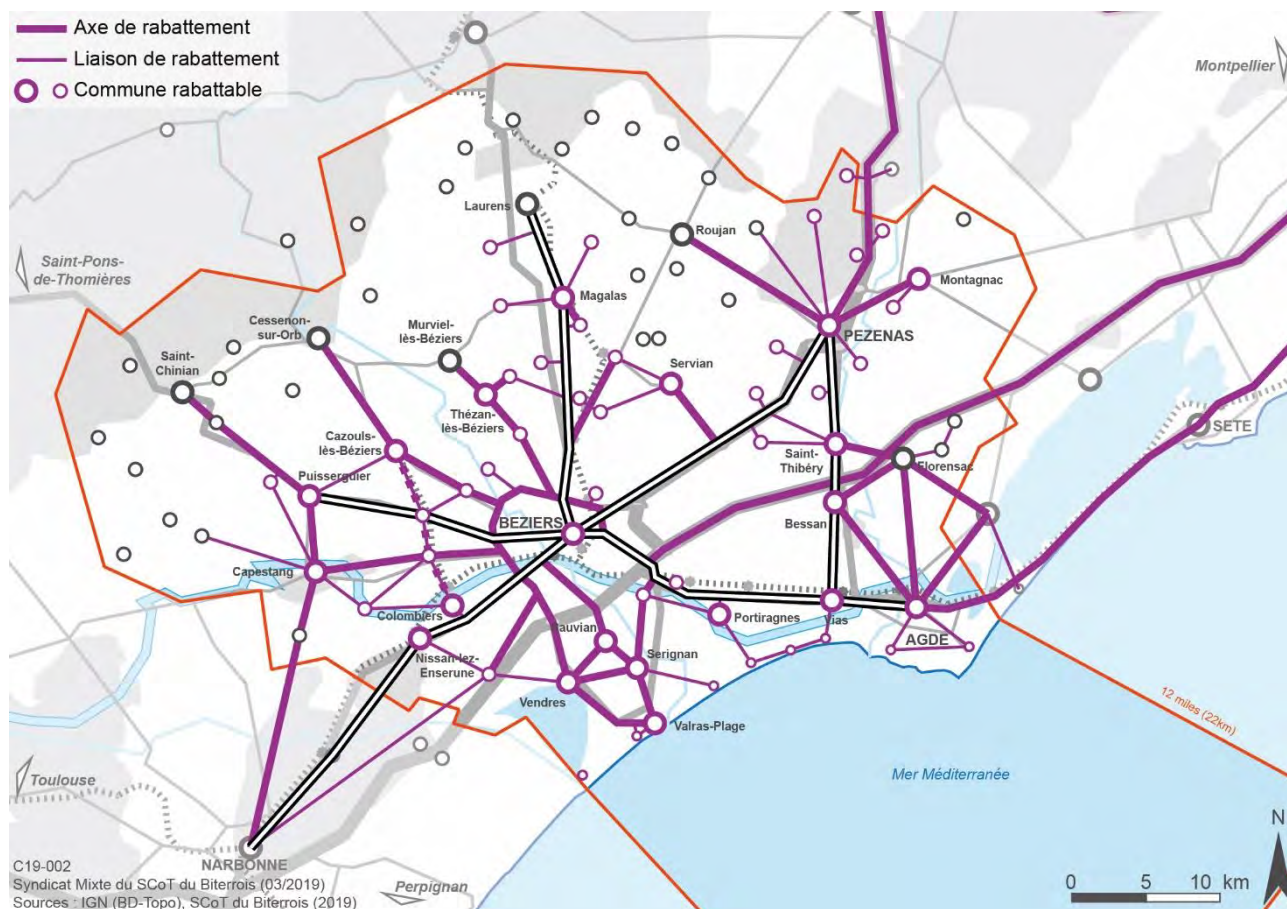 Axe de rabattement
Liaison de rabattement
Commune rabattable
Montpellier
Laurens
Roujan
Saint-Pons-
de-Thomières
Montagnac
Magalas
Cessenon-
sur-Orb
Murviel-
lès-Béziers
PEZENAS
Saint-
Chinian
Servian
Thézan-
lès-Béziers
SETE
Cazouls-
lès-Béziers
Saint-
Thibéry
Florensac
Puisserguier
Bessan
BEZIERS
Capestang
Colombiers
Portiragnes
Vias
AGDE
Sauvian
Nissan-lez-
Enserune
Serignan
Vendres
12 miles (22km)
Valras-Plage
Toulouse
Mer Méditerranée
N
NARBONNE
C19-002
Syndicat Mixte du SCoT du Biterrois (03/2019)
Sources : IGN (BD-Topo), SCoT du Biterrois (2019)
Perpignan
0 5 10 km